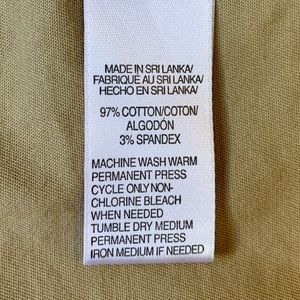 MADE IN SRI LANKA/
FABRIQUÉ AU SRI LANKA/
HECHO EN SRI LANKA/
97% COTTON/COTON/
ALGODÓN
3% SPANDEX
MACHINE WASH WARM
PERMANENT PRESS
CYCLE ONLY NON-
CHLORINE BLEACH
WHEN NEEDED
TUMBLE DRY MEDIUM
PERMANENT PRESS
IRON MEDIUM IF NEEDED